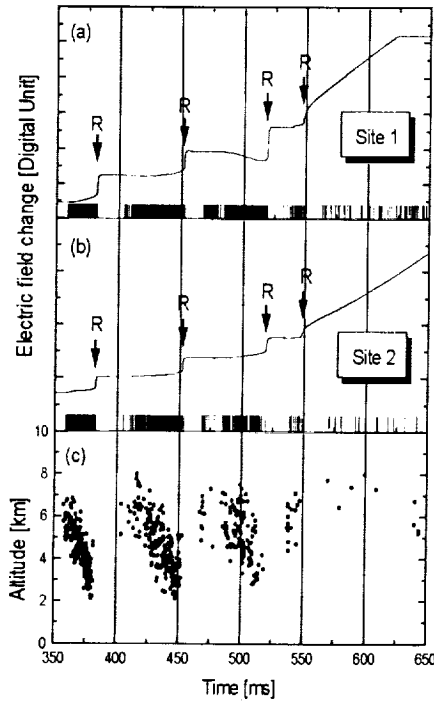 Electric field change [Digital Unit]
(a)
R
R
R
R
Site 1
(b)
R
R
R
R
Site 2
(c)
Altitude [km]
10
8
6
4
2
0
350
400
450
500
550
600
650
Time [ms]